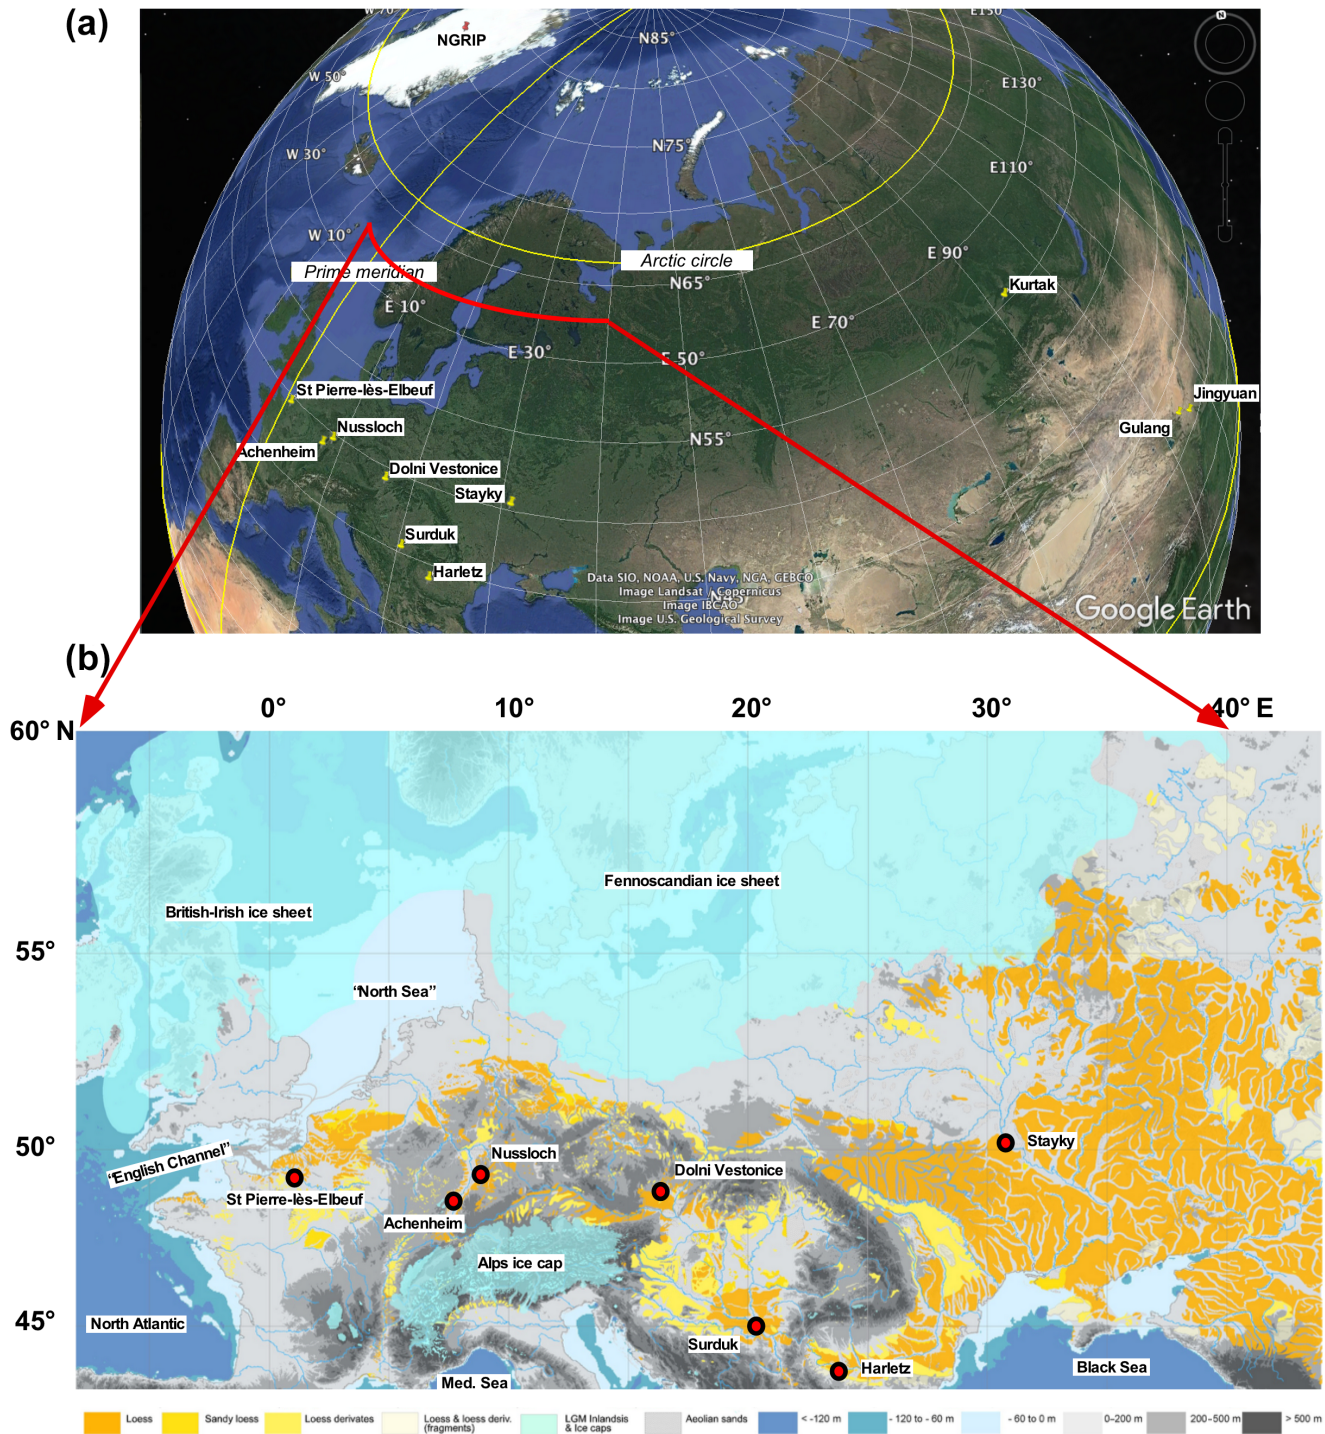 (a)
W 70°
E150°
NGRIP
N85°
W 50°
E130°
N75°
W 30°
E110°
W 10°
E 90°
Prime meridian
Arctic circle
N65°
Kurtak
E 10°
E 70°
E 30°
E 50°
St Pierre-lès-Elbeuf
Jingyuan
Nussloch
Gulang
N55°
Achenheim
Dolni Vestonice
Stayky
Surduk
Harletz
Data SIO, NOAA, U.S. Navy, NGA, GEBCO
Image Landsat / Copernicus
N45°
Image IBCAO
Image U.S. Geological Survey
Google Earth
(b)
0° 10° 20° 30° 40° E
60° N
Fennoscandian ice sheet
British-Irish ice sheet
55°
“North Sea”
50°
Stayky
“English Channel”
Nussloch
Dolni Vestonice
St Pierre-lès-Elbeuf
Achenheim
Alps ice cap
45°
North Atlantic
Surduk
Harletz
Black Sea
Med. Sea
Loess
Sandy loess
Loess derivates
Loess & loess deriv.
(fragments)
LGM Inlandsis
& Ice caps
Aeolian sands
< -120 m
- 120 to - 60 m
- 60 to 0 m
0–200 m
200–500 m
> 500 m